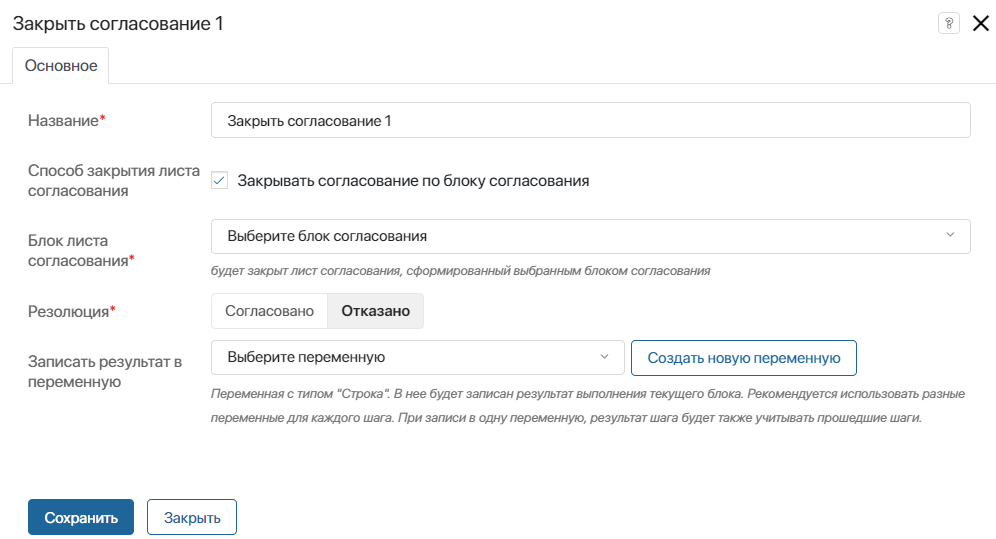 Закрыть согласование 1
?
Основное
Название*
Закрыть согласование 1
Способ закрытия листа
согласования
Закрывать согласование по блоку согласования
Блок листа
согласования*
Выберите блок согласования
будет закрыт лист согласования, сформированный выбранным блоком согласования
Резолюция*
Согласовано
Отказано
Записать результат в
переменную
Выберите переменную
Создать новую переменную
Переменная с типом "Строка". В нее будет записан результат выполнения текущего блока. Рекомендуется использовать разные
переменные для каждого шага. При записи в одну переменную, результат шага будет также учитывать прошедшие шаги.
Сохранить
Закрыть